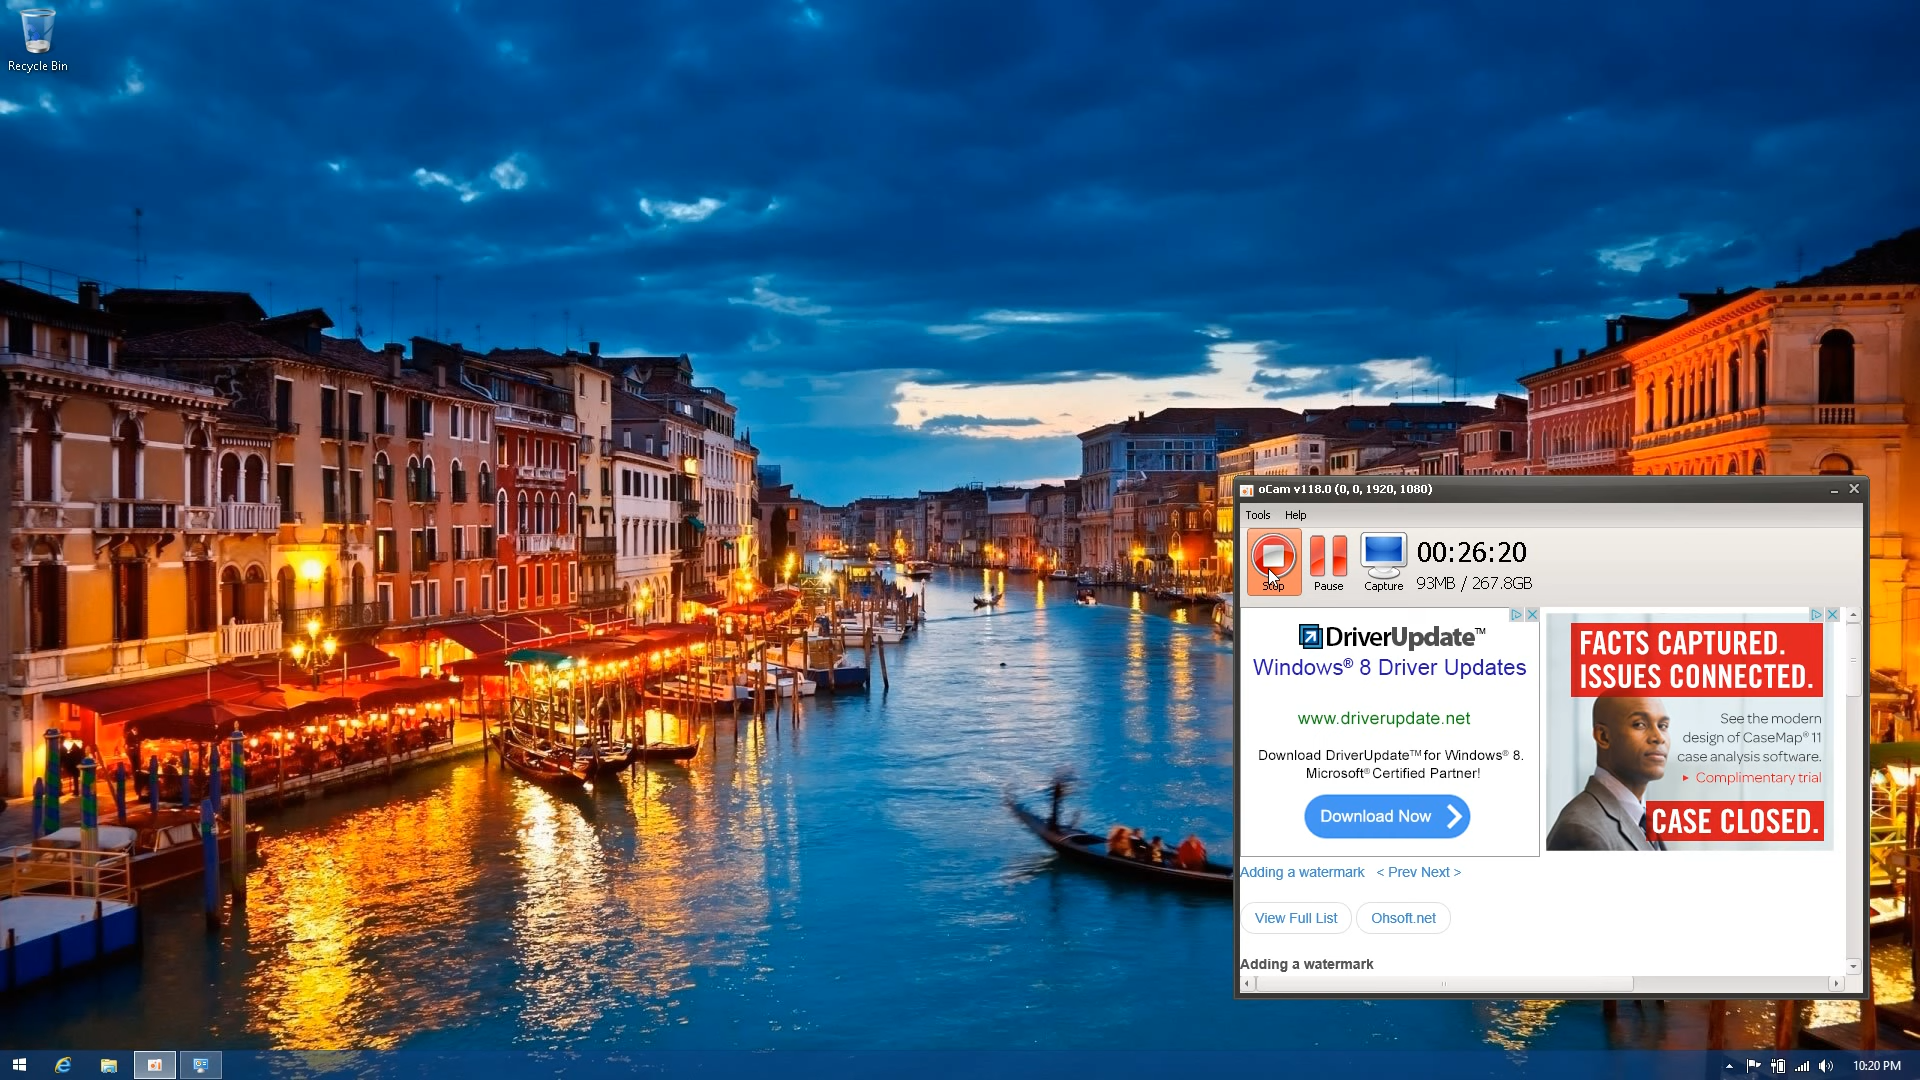 Recycle Bin
oCam v118.0 (0, 0, 1920, 1080)
Tools Help
Stop
Pause
Capture
00:26:20
93MB / 267.8GB
DriverUpdate™
Windows® 8 Driver Updates
www.driverupdate.net
Download DriverUpdate™ for Windows® 8.
Microsoft® Certified Partner!
Download Now
FACTS CAPTURED.
ISSUES CONNECTED.
See the modern
design of CaseMap® 11
case analysis software.
Complimentary trial
CASE CLOSED.
Adding a watermark < Prev Next >
View Full List
Ohsoft.net
Adding a watermark
10:20 PM